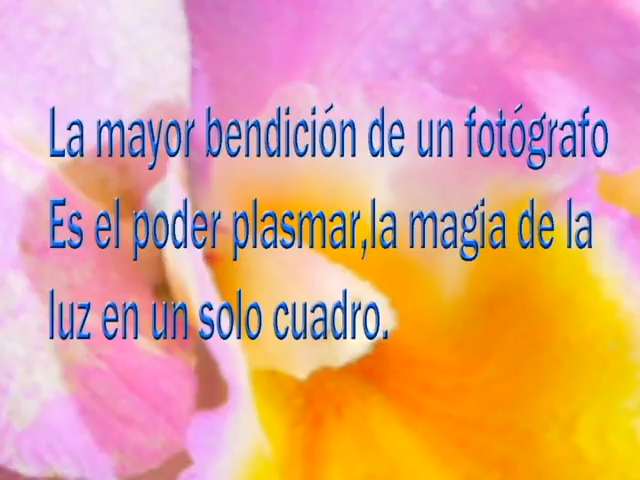 La mayor bendición de un fotógrafo
Es el poder plasmar,la magia de la
luz en un solo cuadro.